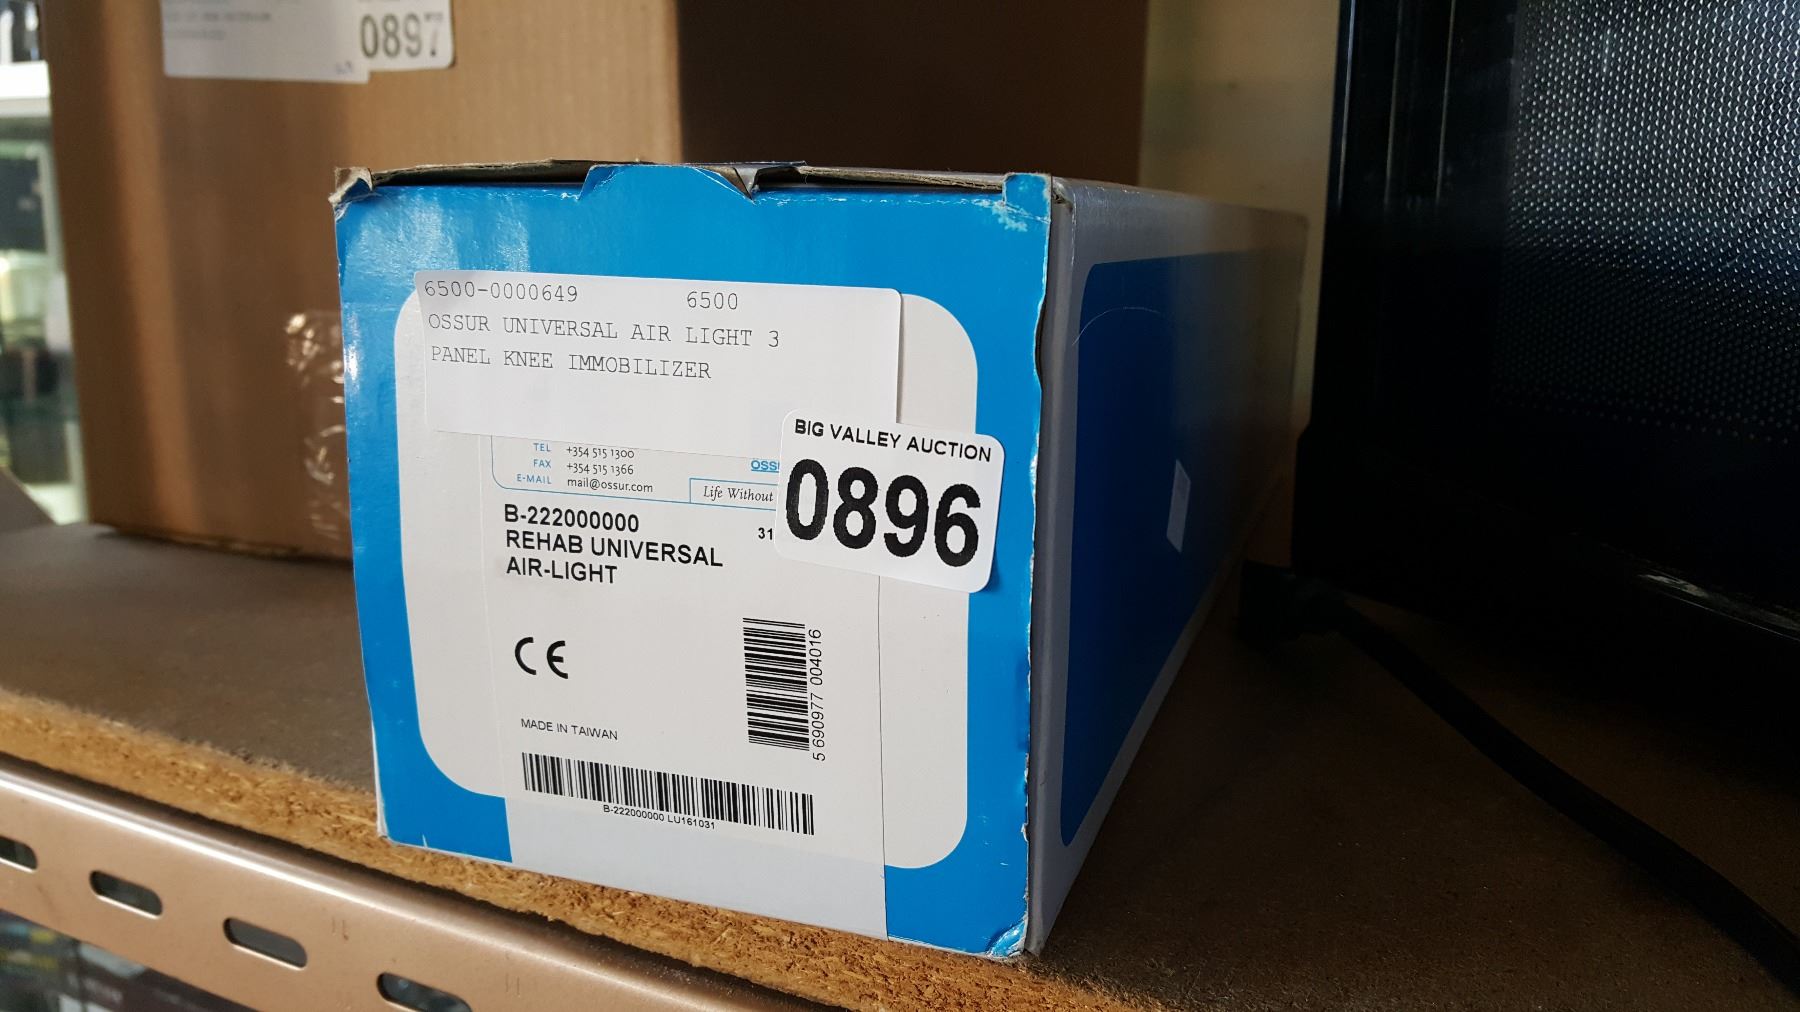 0897
6500-0000649 6500
OSSUR UNIVERSAL AIR LIGHT 3
PANEL KNEE IMMOBILIZER
BIG VALLEY AUCTION
0896
TEL +354 515 1300
FAX +354 515 1366
E-MAIL mail@ossur.com
Life Without
B-222000000
31
REHAB UNIVERSAL
AIR-LIGHT
CE
5 690977 004016
MADE IN TAIWAN
B-222000000 LU161031